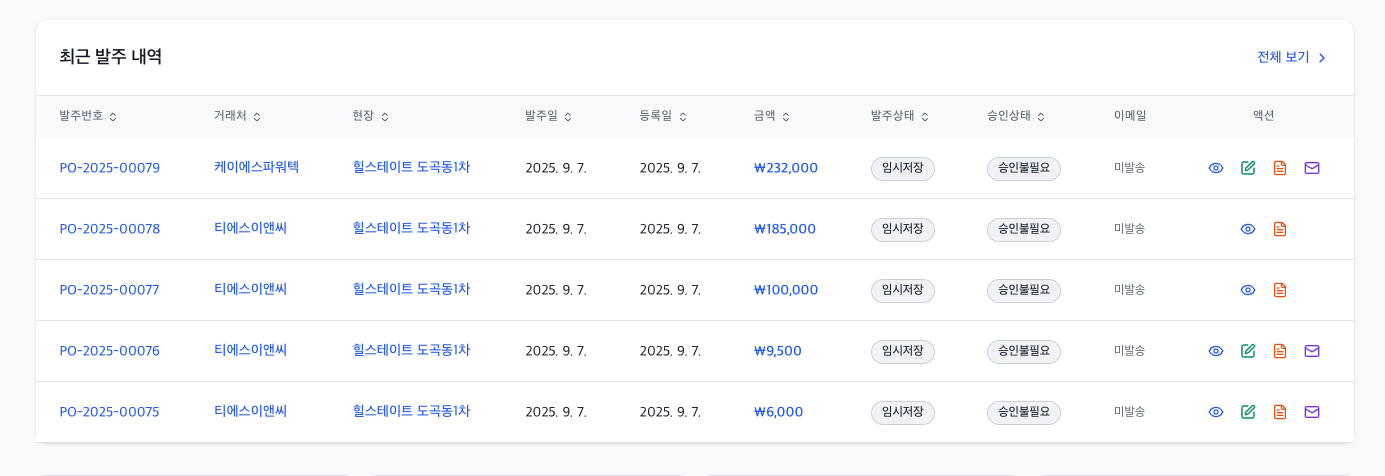 최근 발주 내역
전체 보기
발주번호 거래처 현장 발주일 등록일 금액 발주상태 승인상태 이메일 액션
PO-2025-00079 케이에스파워텍 힐스테이트 도곡동1차 2025. 9. 7. 2025. 9. 7. ₩232,000 임시저장 승인불필요 미발송
PO-2025-00078 티에스이앤씨 힐스테이트 도곡동1차 2025. 9. 7. 2025. 9. 7. ₩185,000 임시저장 승인불필요 미발송
PO-2025-00077 티에스이앤씨 힐스테이트 도곡동1차 2025. 9. 7. 2025. 9. 7. ₩100,000 임시저장 승인불필요 미발송
PO-2025-00076 티에스이앤씨 힐스테이트 도곡동1차 2025. 9. 7. 2025. 9. 7. ₩9,500 임시저장 승인불필요 미발송
PO-2025-00075 티에스이앤씨 힐스테이트 도곡동1차 2025. 9. 7. 2025. 9. 7. ₩6,000 임시저장 승인불필요 미발송